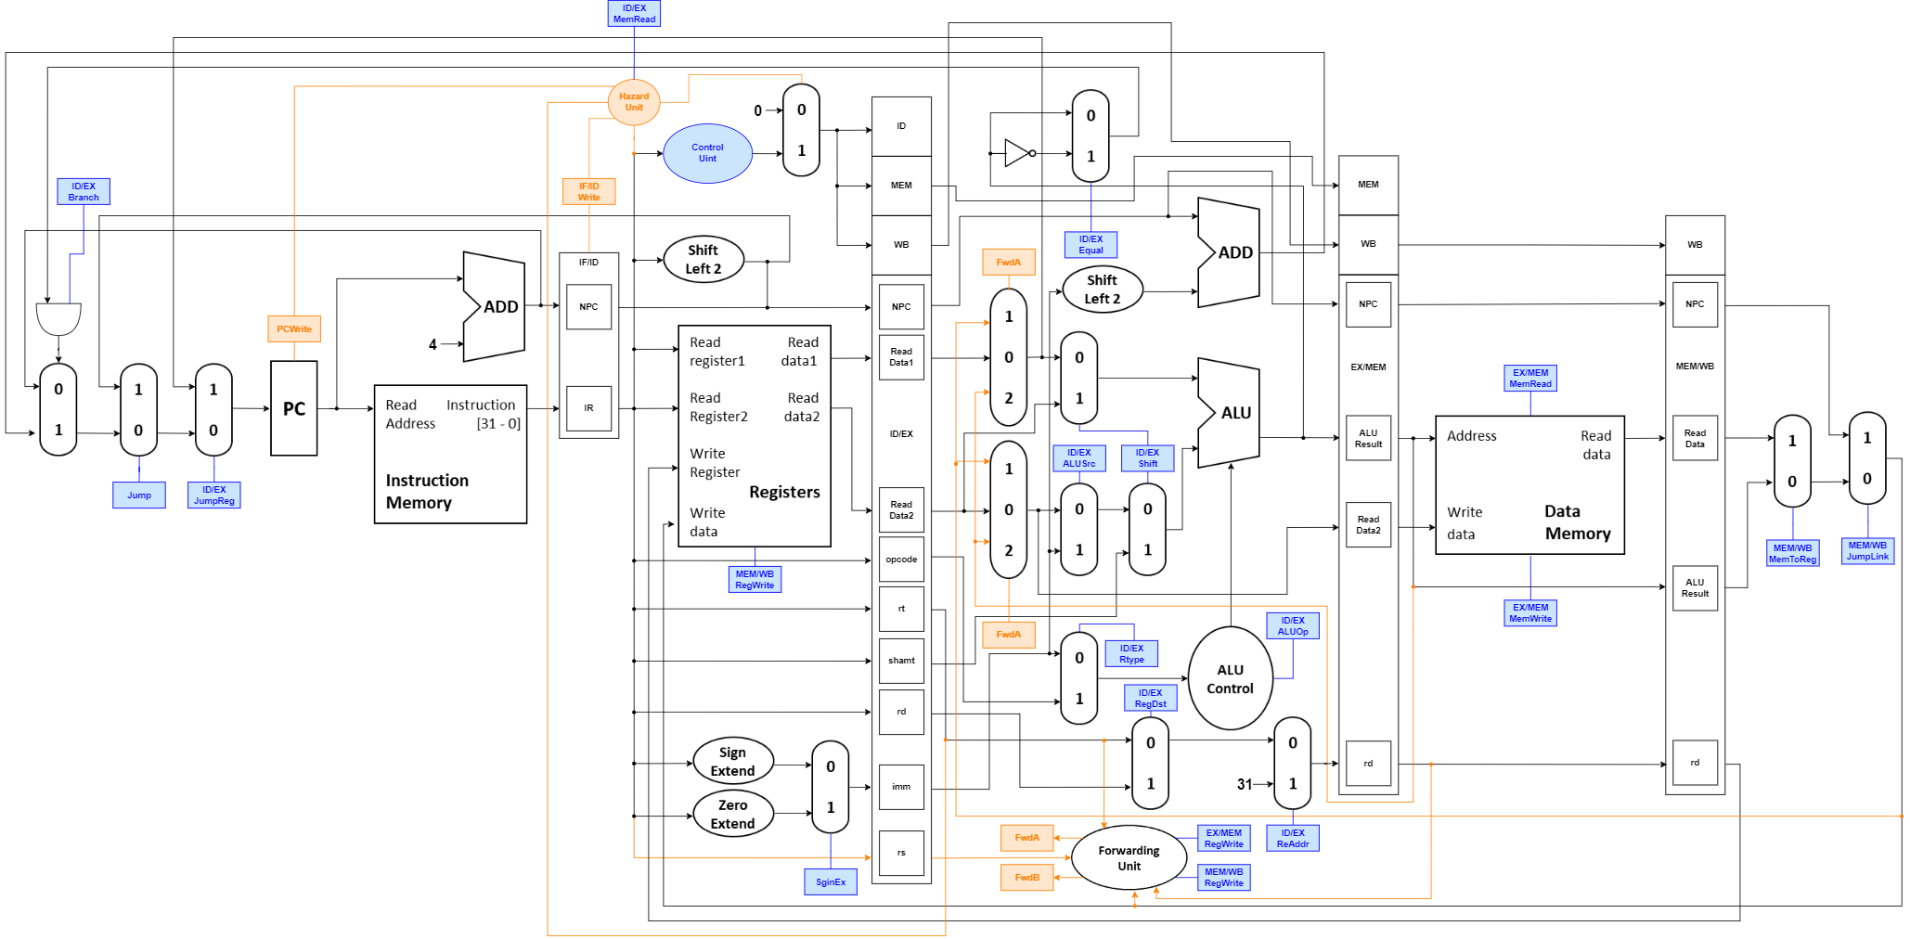 ID/EX
MemRead
Hazard
Unit
0
0
1
Control
Uint
ID
MEM
WB
0
1
ID/EX
Equal
MEM
WB
WB
ID/EX
Branch
IF/ID
Write
PCWrite
ADD
4
IF/ID
NPC
IR
Shift
Left 2
NPC
Read
Data1
ID/EX
Read
Data2
opcode
rt
shamt
rd
imm
rs
FwdA
1
0
2
1
0
2
FwdA
Shift
Left 2
ADD
0
1
ALU
ID/EX
ALUSrc
ID/EX
Shift
0
1
0
1
0
1
1
0
1
0
Jump
ID/EX
JumpReg
PC
Read
Address
Instruction
[31 - 0]
Instruction
Memory
Read
register1
Read
data1
Read
Register2
Read
data2
Write
Register
Registers
Write
data
MEM/WB
RegWrite
0
1
ID/EX
Rtype
ALU
Control
ID/EX
ALUOp
ID/EX
RegDst
0
1
0
31
1
ID/EX
ReAddr
Sign
Extend
Zero
Extend
0
1
SginEx
FwdA
FwdB
Forwarding
Unit
EX/MEM
RegWrite
MEM/WB
RegWrite
NPC
EX/MEM
ALU
Result
Read
Data2
rd
EX/MEM
MemRead
Address
Read
data
Write
data
Data
Memory
EX/MEM
MemWrite
NPC
MEM/WB
Read
Data
ALU
Result
rd
1
0
MEM/WB
MemToReg
1
0
MEM/WB
JumpLink